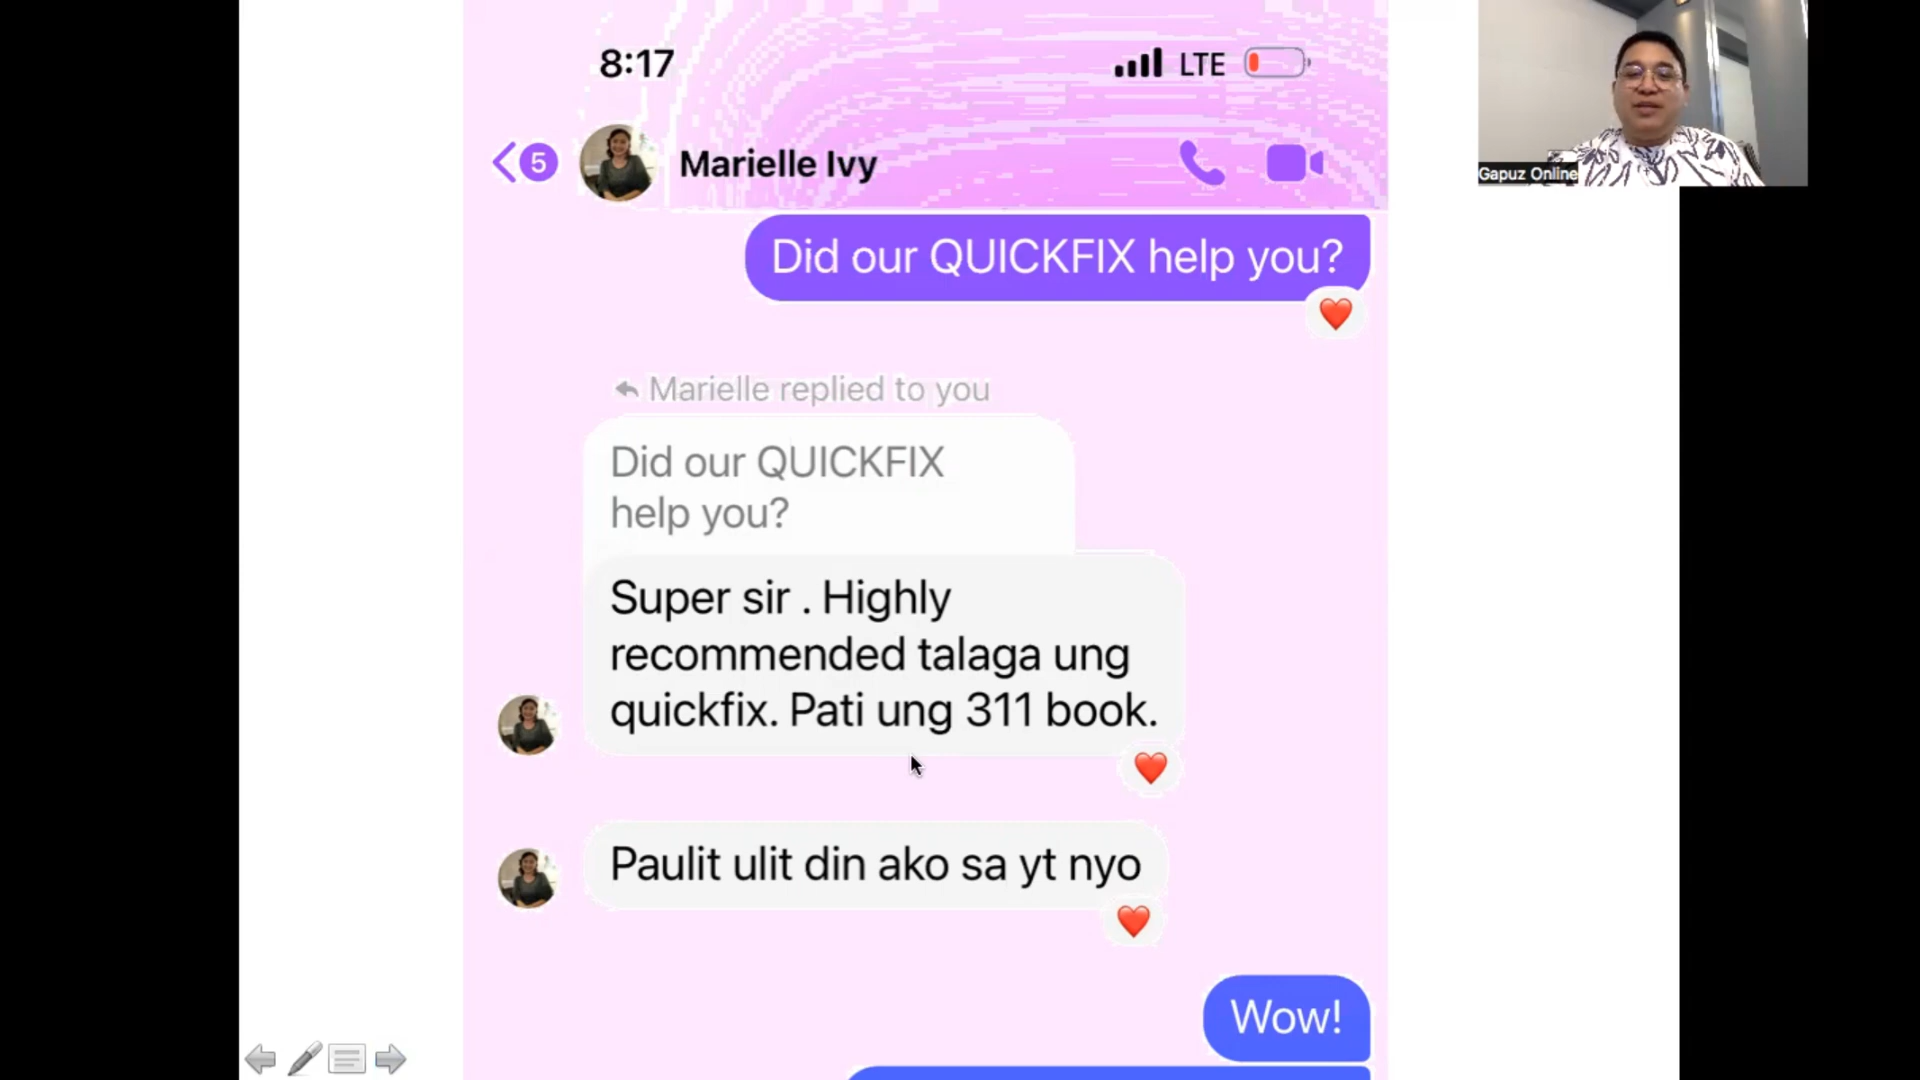 8:17
LTE
5
Marielle Ivy
Gapuz Online
Did our QUICKFIX help you?
Marielle replied to you
Did our QUICKFIX
help you?
Super sir . Highly
recommended talaga ung
quickfix. Pati ung 311 book.
Paulit ulit din ako sa yt nyo
Wow!